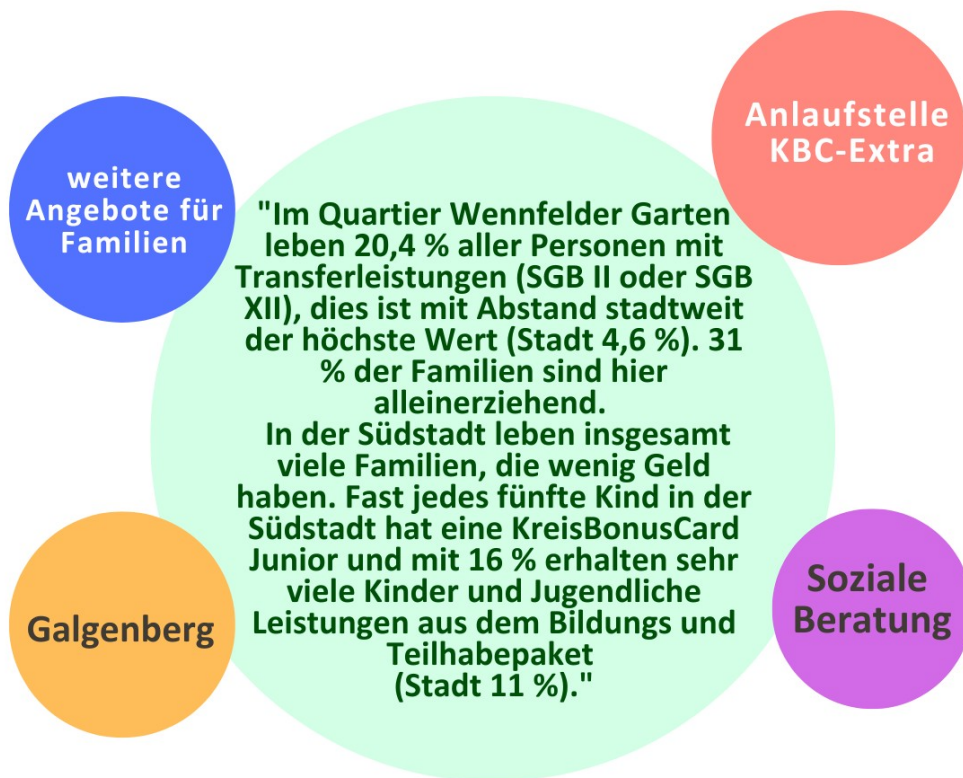 Anlaufstelle
KBC-Extra
weitere
Angebote für
Familien
"Im Quartier Wennfelder Garten
leben 20,4 % aller Personen mit
Transferleistungen (SGB II oder SGB
XII), dies ist mit Abstand stadtweit
der höchste Wert (Stadt 4,6 %). 31
% der Familien sind hier
alleinerziehend.
In der Südstadt leben insgesamt
viele Familien, die wenig Geld
haben. Fast jedes fünfte Kind in der
Südstadt hat eine KreisBonusCard
Junior und mit 16 % erhalten sehr
viele Kinder und Jugendliche
Leistungen aus dem Bildungs und
Teilhabepaket
(Stadt 11 %)."
Galgenberg
Soziale
Beratung